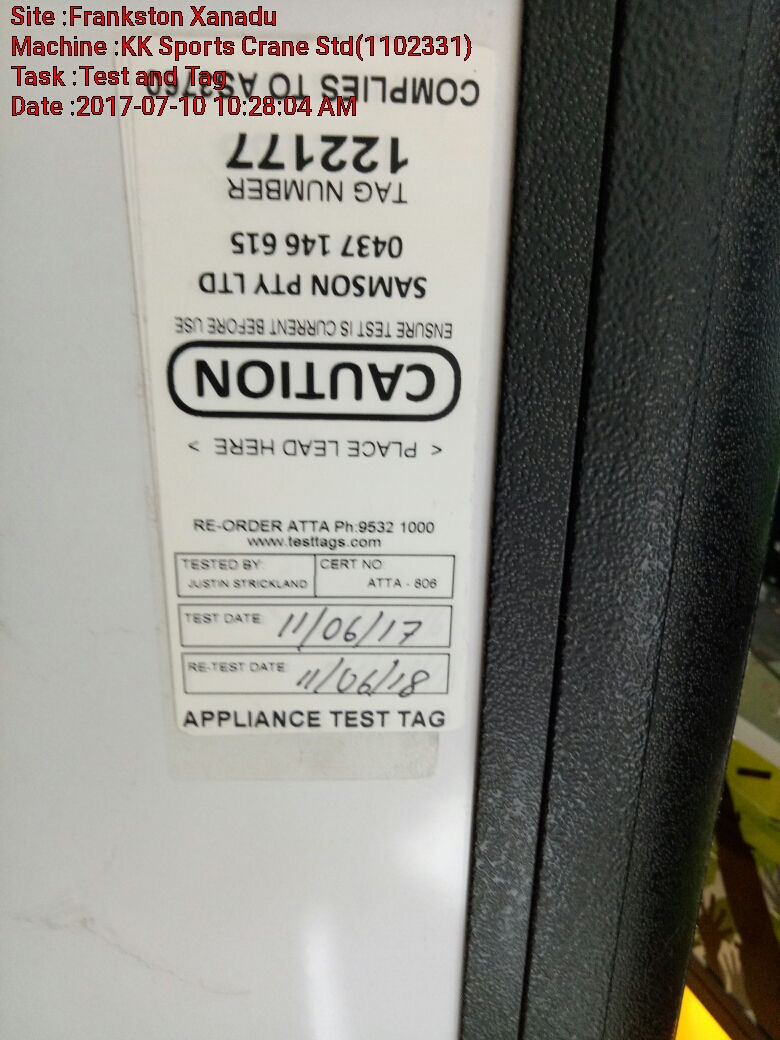 Site :Frankston Xanadu
Machine :KK Sports Crane Std(1102331)
Task :Test and Tag
Date :2017-07-10 10:28:04 AM
COMPLIES TO AS3760
122177
TAG NUMBER
0437 146 615
SAMSON PTY LTD
ENSURE TEST IS CURRENT BEFORE USE
CAUTION
< PLACE LEAD HERE >
RE-ORDER ATTA Ph:9532 1000
www.testtags.com
TESTED BY: CERT NO:
JUSTIN STRICKLAND ATTA - 806
TEST DATE: 11/06/17
RE-TEST DATE: 11/06/18
APPLIANCE TEST TAG